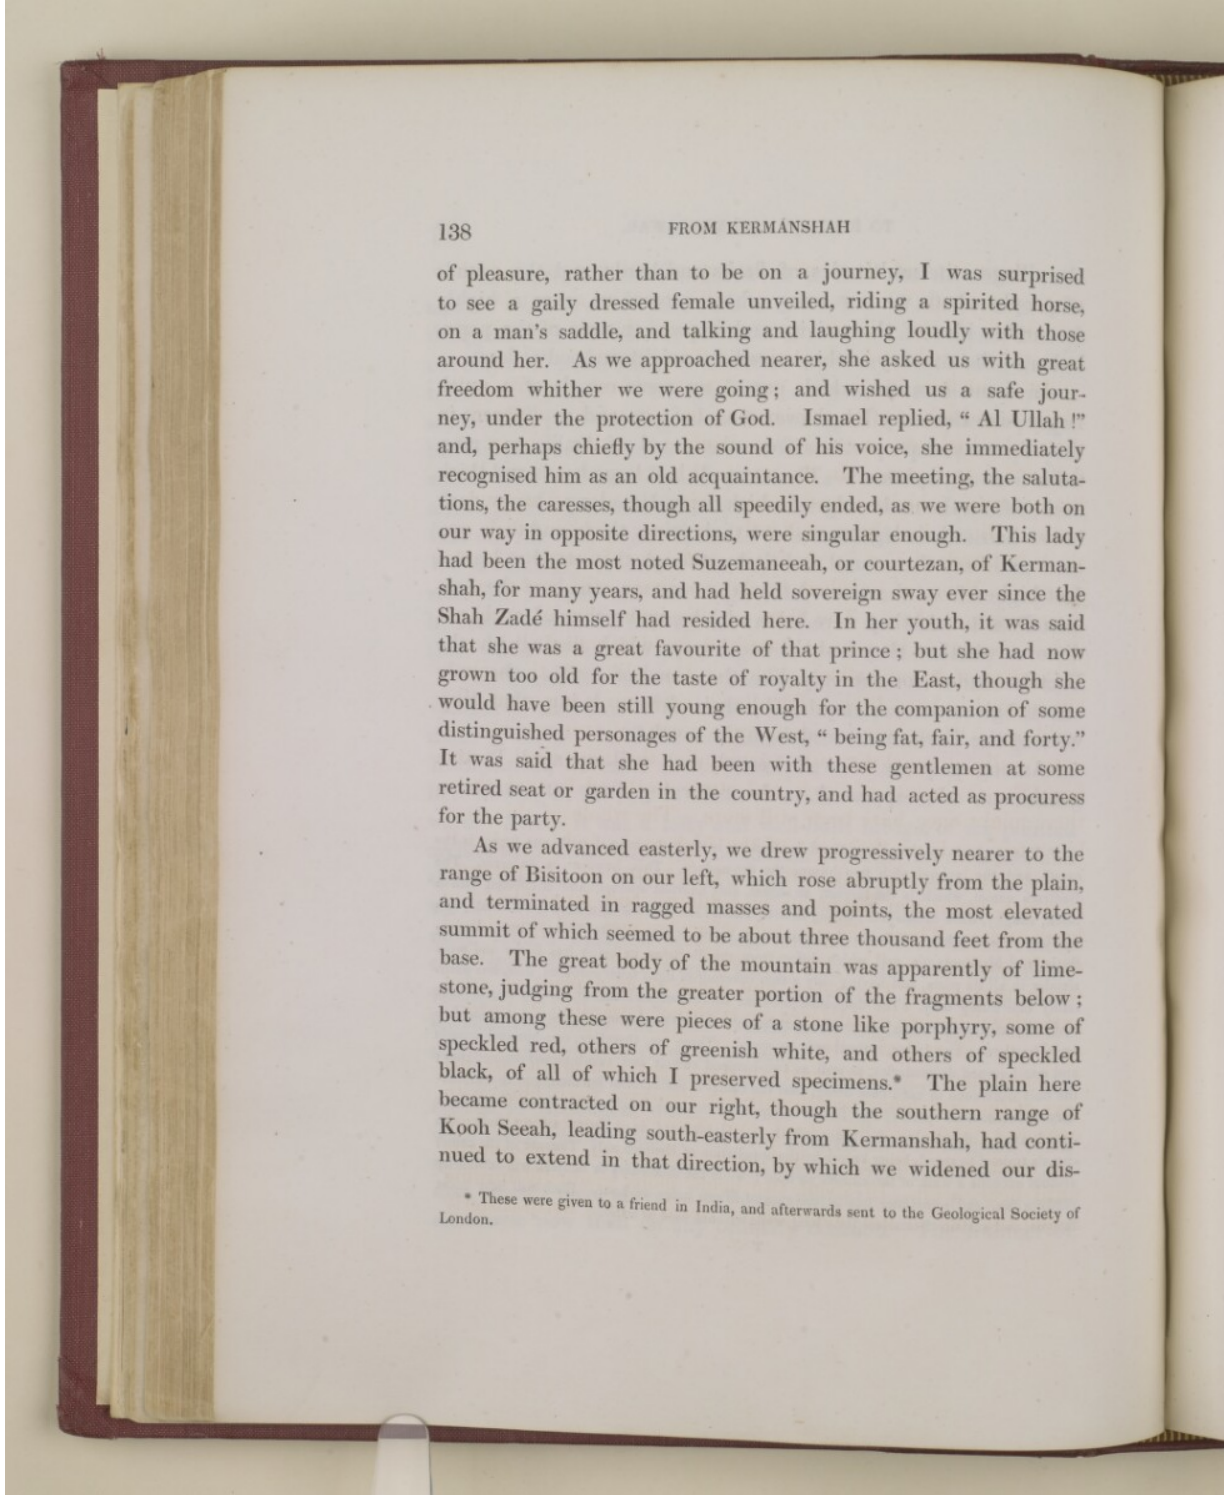 138 FROM KERMÁNSHAH
of pleasure, rather than to be on a journey, I was surprised
to see a gaily dressed female unveiled, riding a spirited horse,
on a man's saddle, and talking and laughing loudly with those
around her. As we approached nearer, she asked us with great
freedom whither we were going; and wished us a safe jour-
ney, under the protection of God. Ismael replied, “ Al Ullah !”
and, perhaps chiefly by the sound of his voice, she immediately
recognised him as an old acquaintance. The meeting, the saluta-
tions, the caresses, though all speedily ended, as we were both on
our way in opposite directions, were singular enough. This lady
had been the most noted Suzemaneeah, or courtezan, of Kerman-
shah, for many years, and had held sovereign sway ever since the
Shah Zadé himself had resided here. In her youth, it was said
that she was a great favourite of that prince; but she had now
grown too old for the taste of royalty in the East, though she
would have been still young enough for the companion of some
distinguished personages of the West, “ being fat, fair, and forty.”
It was said that she had been with these gentlemen at some
retired seat or garden in the country, and had acted as procuress
for the party.
As we advanced easterly, we drew progressively nearer to the
range of Bisitoon on our left, which rose abruptly from the plain,
and terminated in ragged masses and points, the most elevated
summit of which seemed to be about three thousand feet from the
base. The great body of the mountain was apparently of lime-
stone, judging from the greater portion of the fragments below;
but among these were pieces of a stone like porphyry, some of
speckled red, others of greenish white, and others of speckled
black, of all of which I preserved specimens.* The plain here
became contracted on our right, though the southern range of
Kooh Seeah, leading south-easterly from Kermanshah, had conti-
nued to extend in that direction, by which we widened our dis-
* These were given to a friend in India, and afterwards sent to the Geological Society of
London.